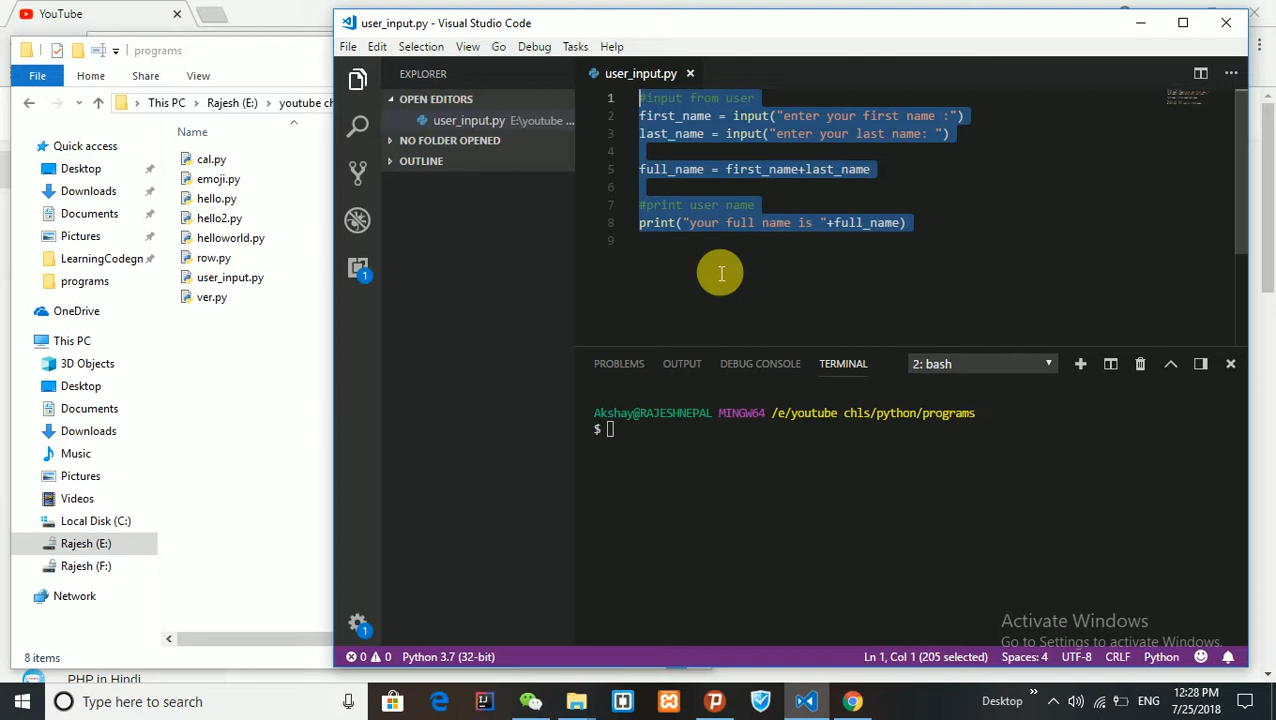 YouTube
programs
File Home Share View
This PC Rajesh (E:) youtube ch
Name
Quick access
Desktop
Downloads
Documents
Pictures
LearningCodegn
programs
OneDrive
This PC
3D Objects
Desktop
Documents
Downloads
Music
Pictures
Videos
Local Disk (C:)
Rajesh (E:)
Rajesh (F:)
Network
cal.py
emoji.py
hello.py
hello2.py
helloworld.py
row.py
user_input.py
ver.py
8 items
PHP in Hindi
user_input.py - Visual Studio Code
File Edit Selection View Go Debug Tasks Help
EXPLORER
OPEN EDITORS
user_input.py E:\youtube ...
NO FOLDER OPENED
OUTLINE
1
1
user_input.py
1 #input from user
2 first_name = input("enter your first name :")
3 last_name = input("enter your last name: ")
4
5 full_name = first_name+last_name
6
7 #print user name
8 print("your full name is "+full_name)
9
PROBLEMS OUTPUT DEBUG CONSOLE TERMINAL 2: bash
Akshay@RAJESHNEPAL MINGW64 /e/youtube chls/python/programs
$
Activate Windows
Go to Settings to activate Windows.
0 0 Python 3.7 (32-bit) Ln 1, Col 1 (205 selected) Spaces: 4 UTF-8 CRLF Python
Type here to search
Desktop » ENG 12:28 PM
7/25/2018